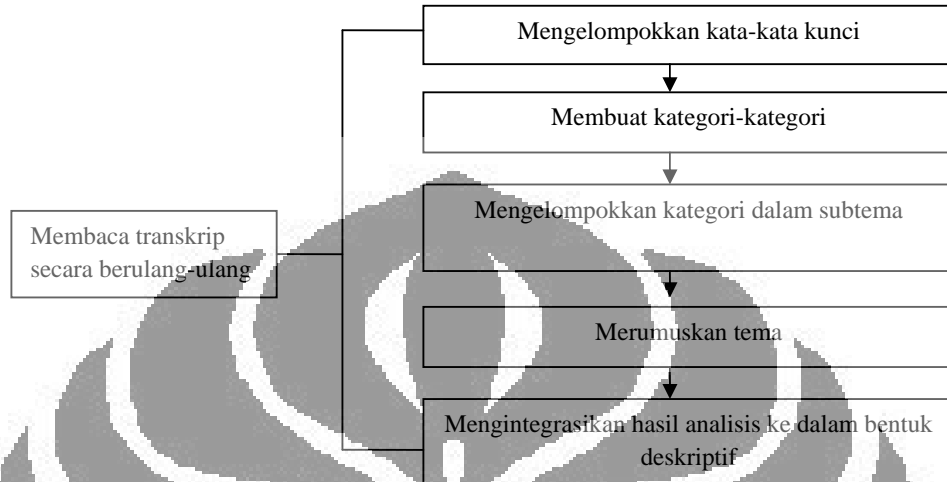 Mengelompokkan kata-kata kunci
Membuat kategori-kategori
Mengelompokkan kategori dalam subtema
Membaca transkrip
secara berulang-ulang
Merumuskan tema
Mengintegrasikan hasil analisis ke dalam bentuk
deskriptif